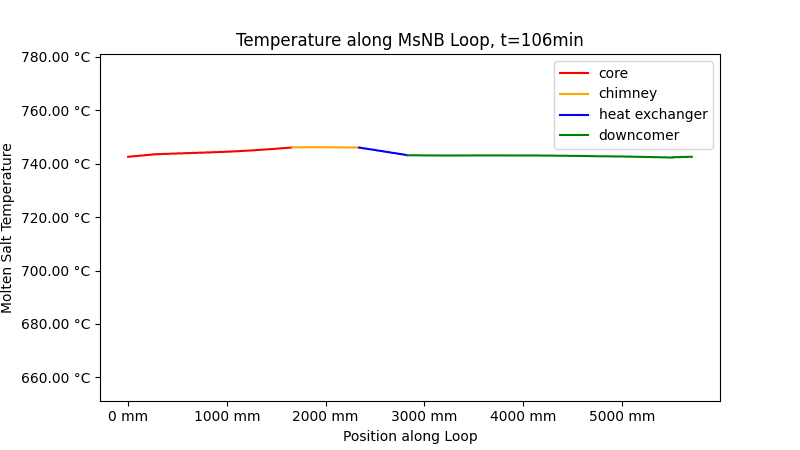 Temperature along MsNB Loop, t=106min
780.00 °C
760.00 °C
740.00 °C
720.00 °C
700.00 °C
680.00 °C
660.00 °C
Molten Salt Temperature
core
chimney
heat exchanger
downcomer
0 mm
1000 mm
2000 mm
3000 mm
4000 mm
5000 mm
Position along Loop